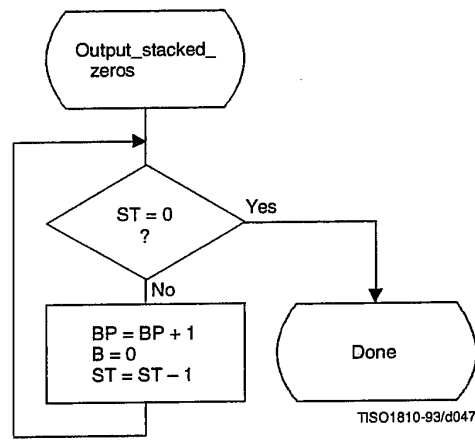 Output_stacked_
zeros
ST = 0
?
Yes
No
BP = BP + 1
B = 0
ST = ST − 1
Done
TISO1810-93/d047